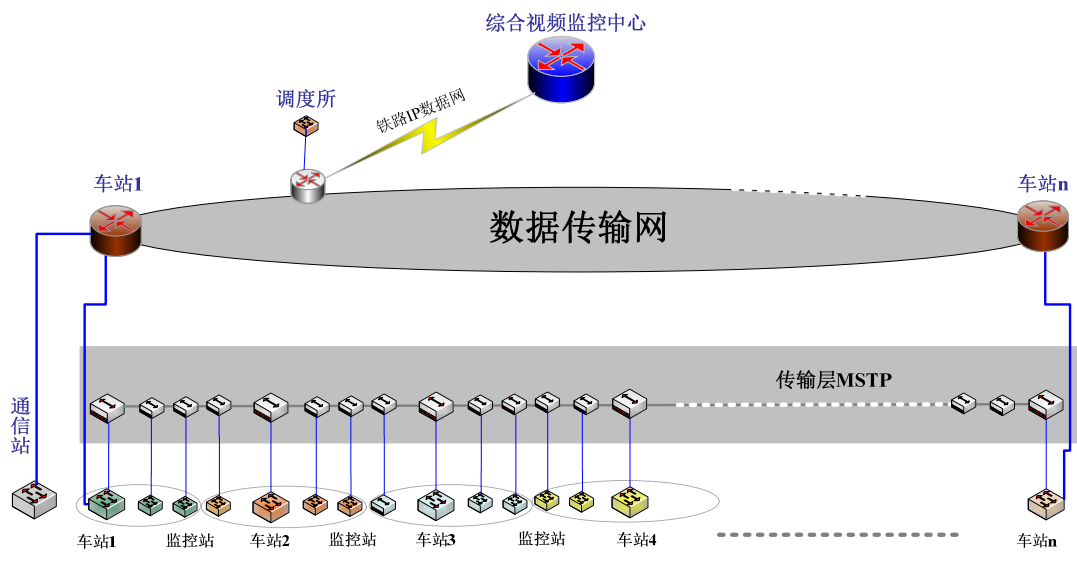 综合视频监控中心
调度所
铁路IP数据网
车站1
车站n
数据传输网
传输层MSTP
通信站
车站1
监控站
车站2
监控站
车站3
监控站
车站4
车站n